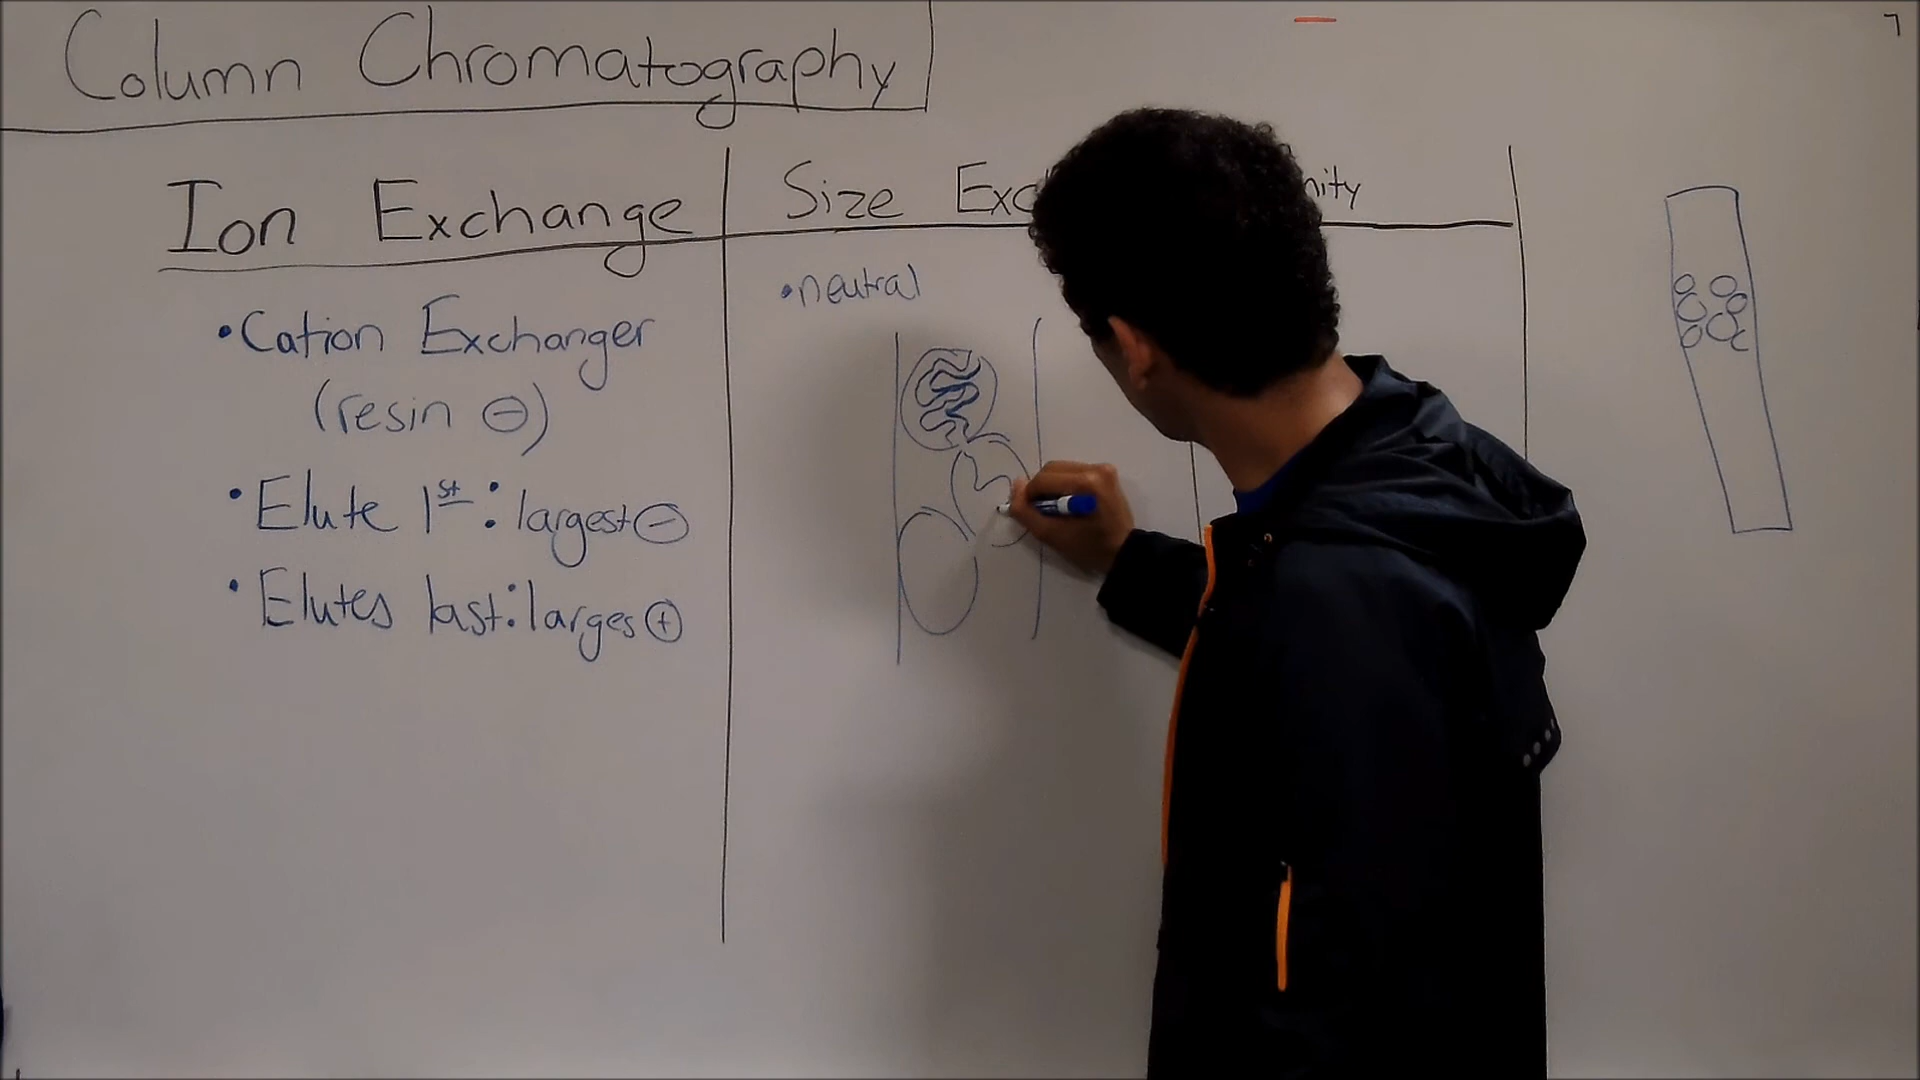 Column Chromatography
Ion Exchange
Size Exc
nity
• Cation Exchanger
(resin ⊖)
• Elute 1st : largest ⊖
• Elutes last: larges ⊕
• neutral